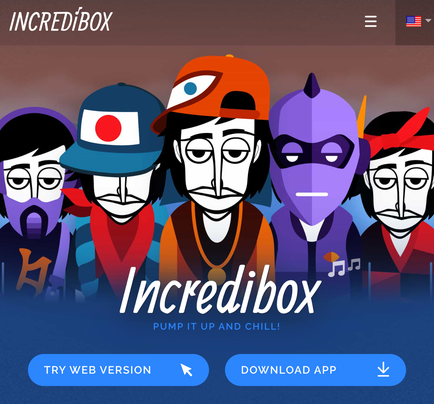 INCREDiBOX
Incredibox
PUMP IT UP AND CHILL!
TRY WEB VERSION
DOWNLOAD APP